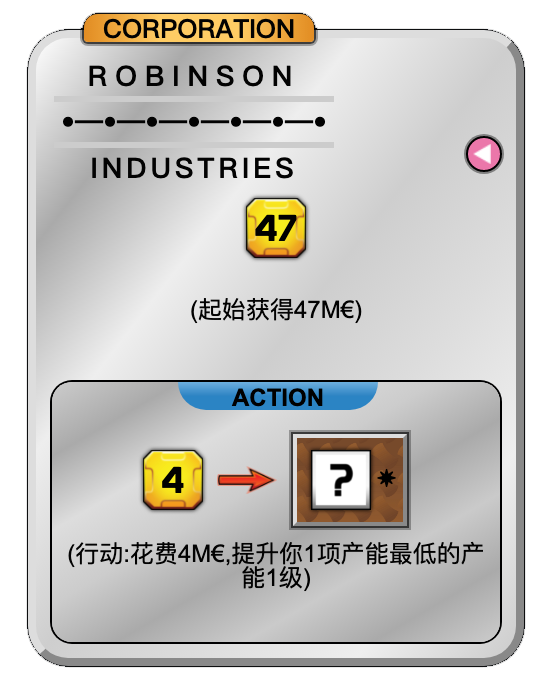 CORPORATION
ROBINSON
INDUSTRIES
47
(起始获得47M€)
ACTION
4
?
(行动:花费4M€,提升你1项产能最低的产
能1级)